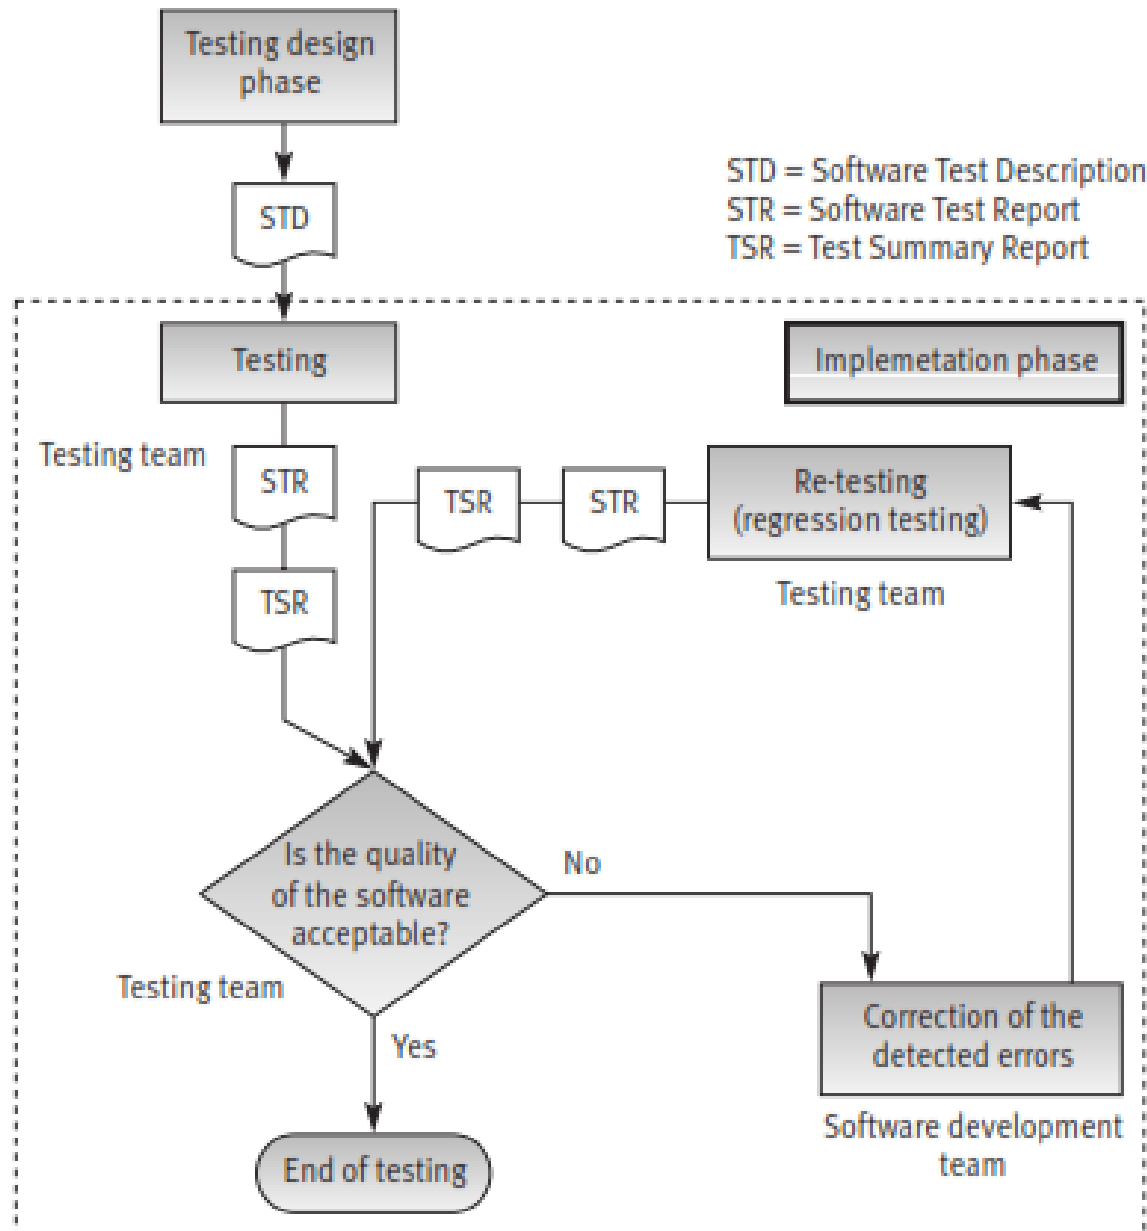 Testing design
phase
STD
STD = Software Test Description
STR = Software Test Report
TSR = Test Summary Report
Testing
Implemetation phase
Testing team
STR
TSR
TSR
STR
Re-testing
(regression testing)
Testing team
Is the quality
of the software
acceptable?
No
Testing team
Yes
Correction of the
detected errors
Software development
team
End of testing